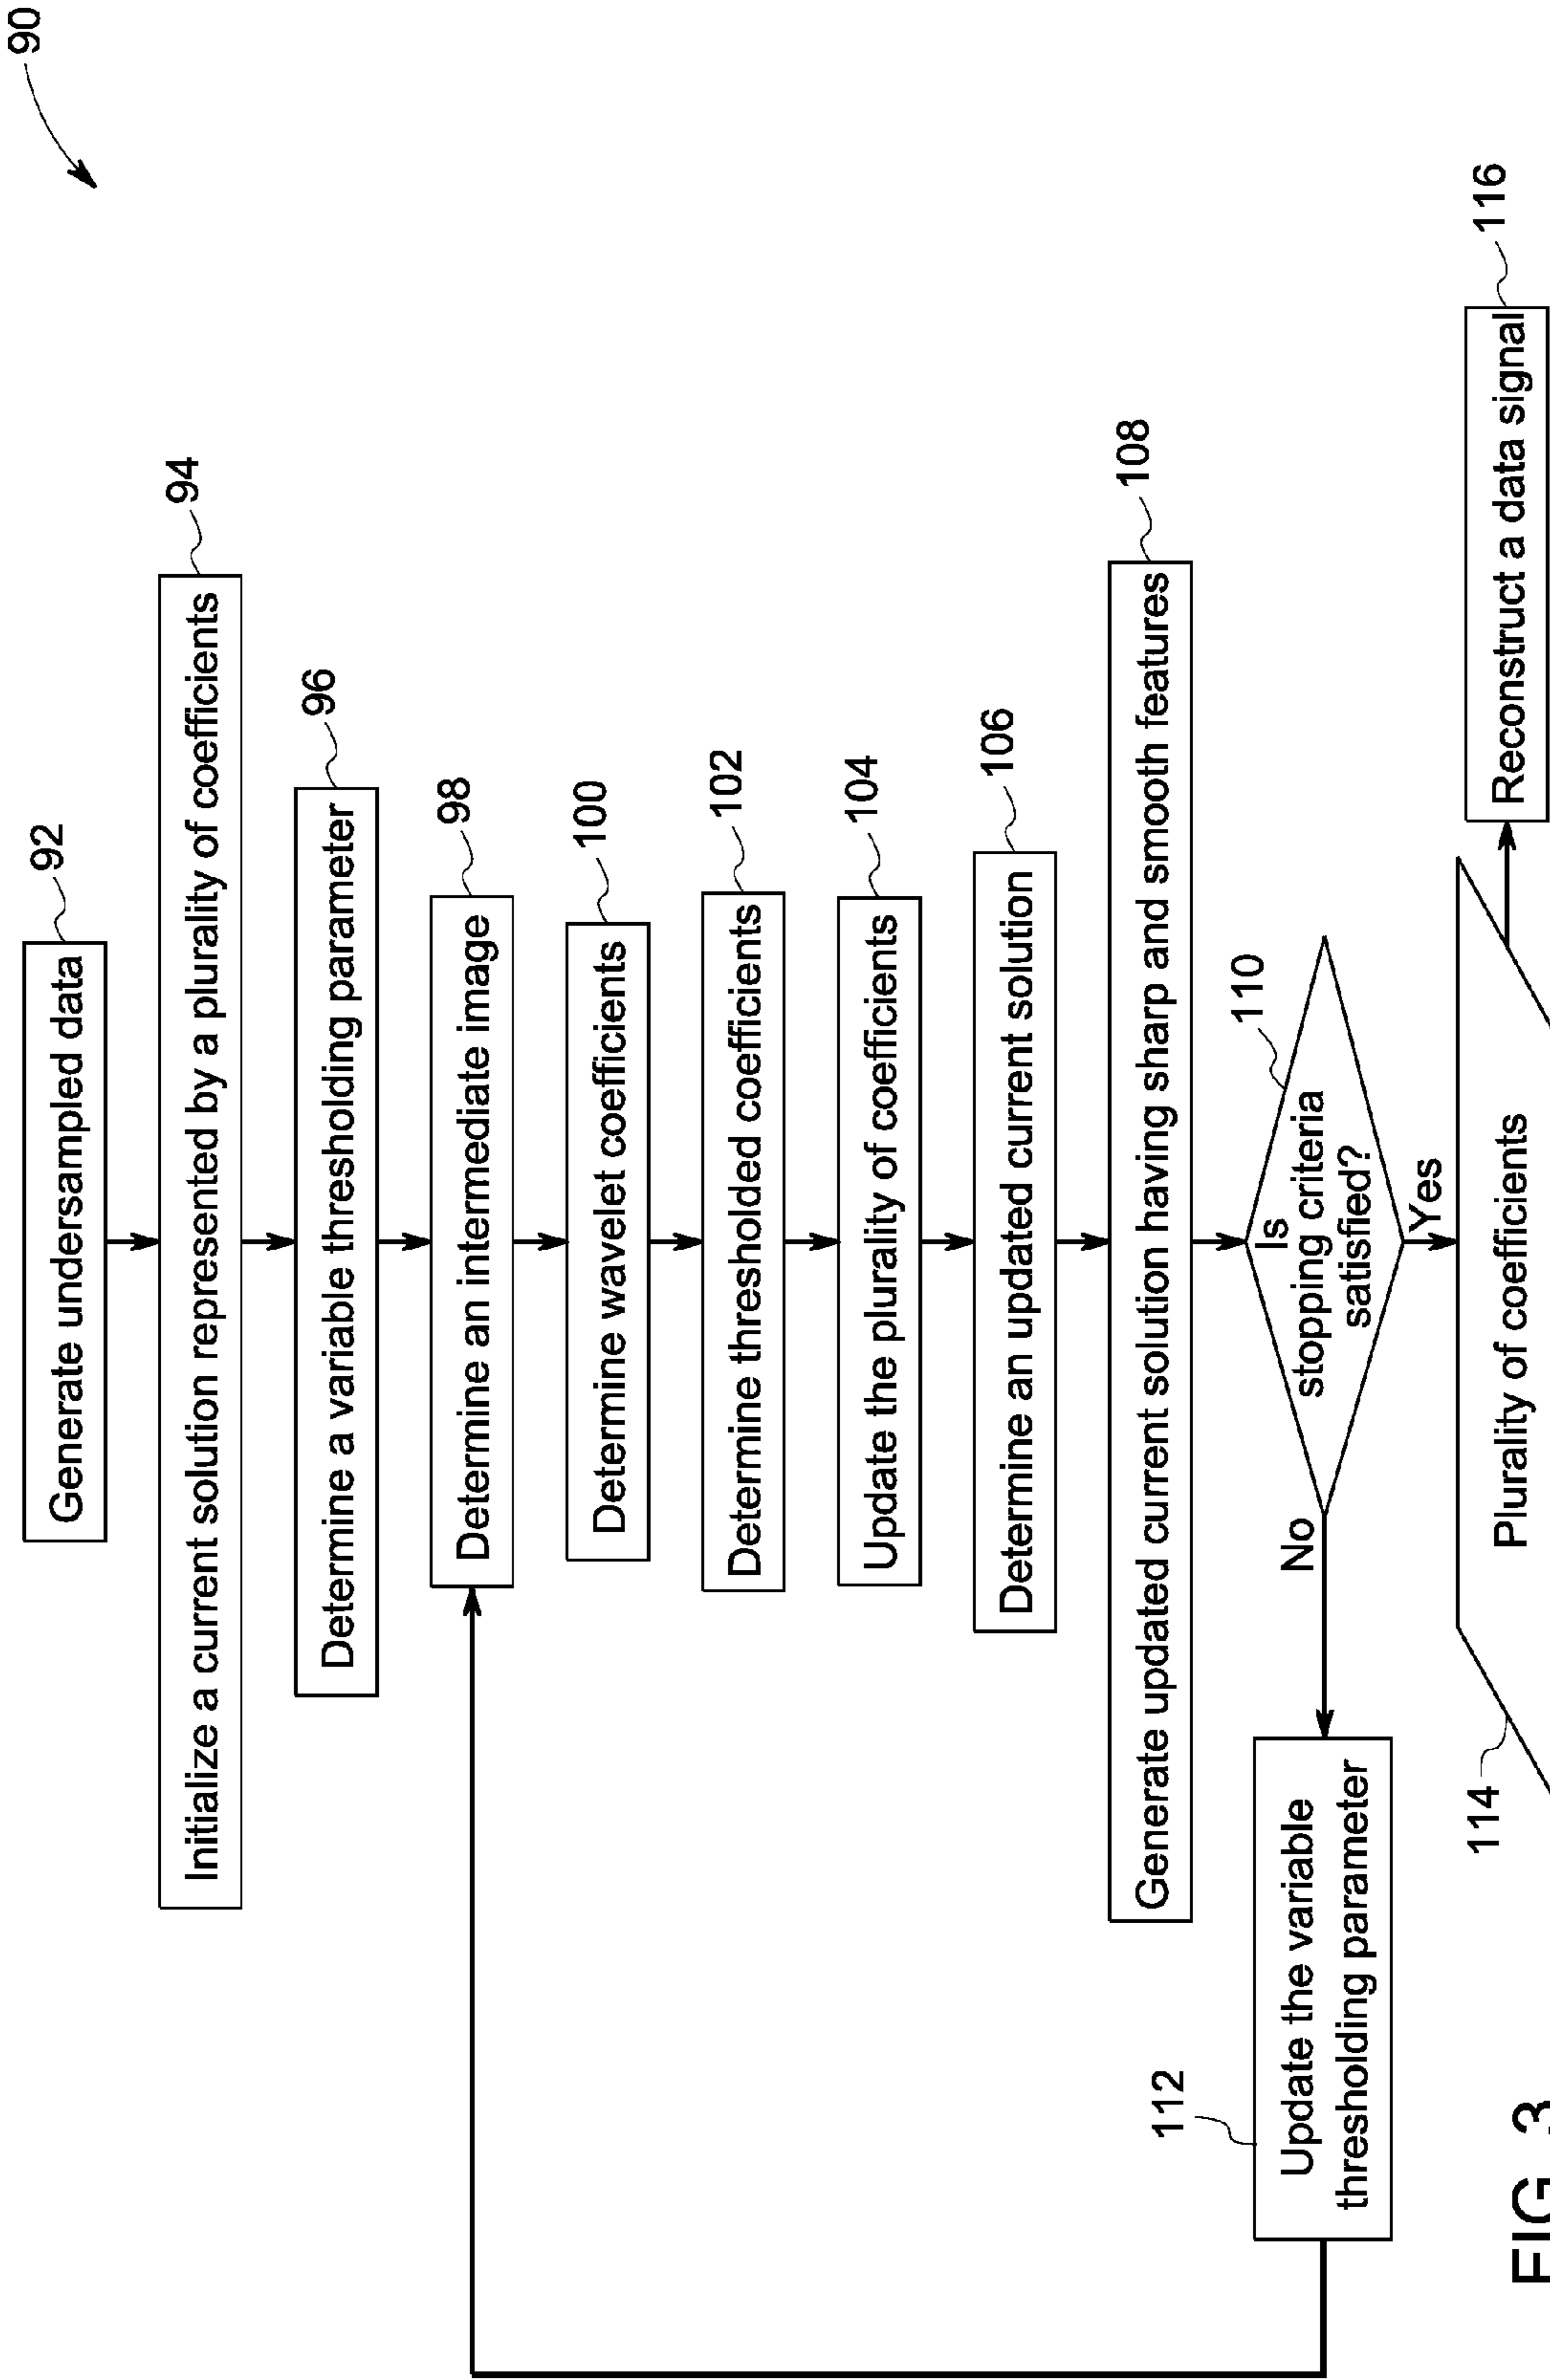 90
Generate undersampled data
92
Initialize a current solution represented by a plurality of coefficients
94
Determine a variable thresholding parameter
96
Determine an intermediate image
98
Determine wavelet coefficients
100
Determine thresholded coefficients
102
Update the plurality of coefficients
104
Determine an updated current solution
106
Generate updated current solution having sharp and smooth features
108
Is
stopping criteria
satisfied?
110
No
Yes
112
Update the variable
thresholding parameter
114
Plurality of coefficients
Reconstruct a data signal
116
FIG. 3